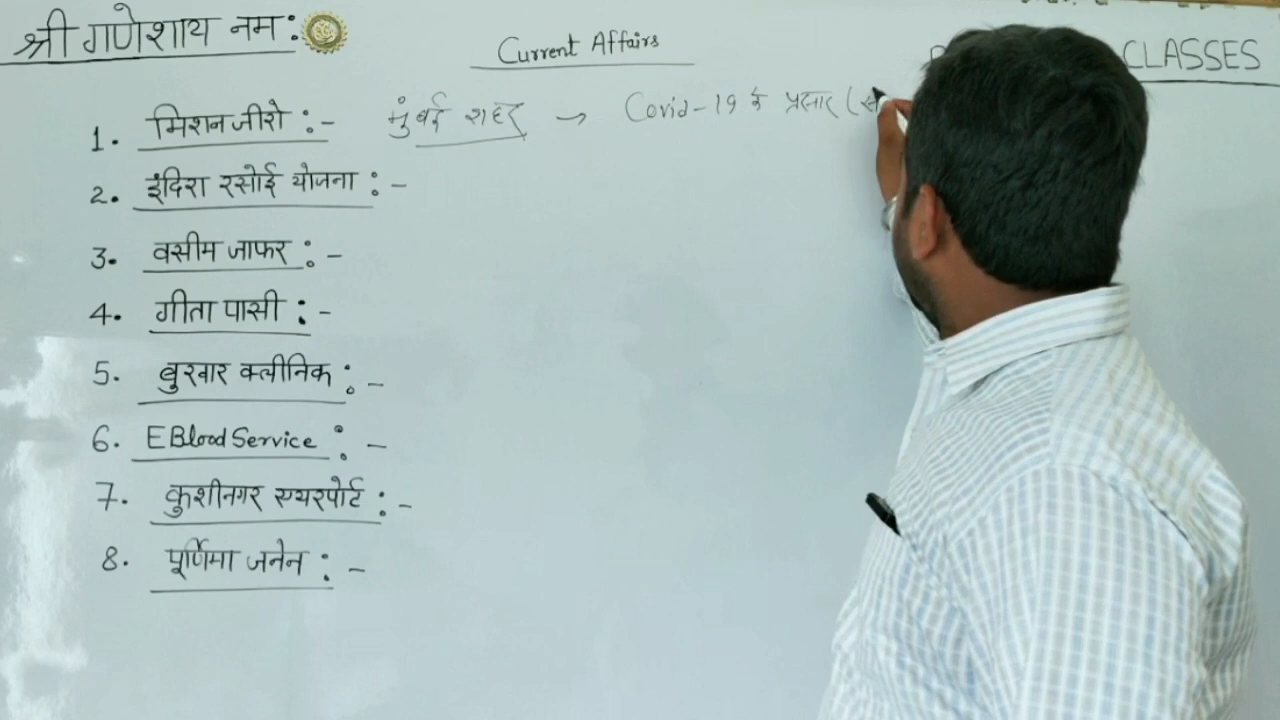 श्री गणेशाय नम:
Current Affairs
CLASSES
1. मिशन जीरो :- मुंबई शहर → Covid-19 के प्रसार (
2. इंदिरा रसोई योजना :-
3. वसीम जाफर :-
4. गीता पासी :-
5. बुखार क्लीनिक :-
6. E Blood Service :-
7. कुशीनगर एयरपोर्ट :-
8. पूर्णिमा जनेन :-